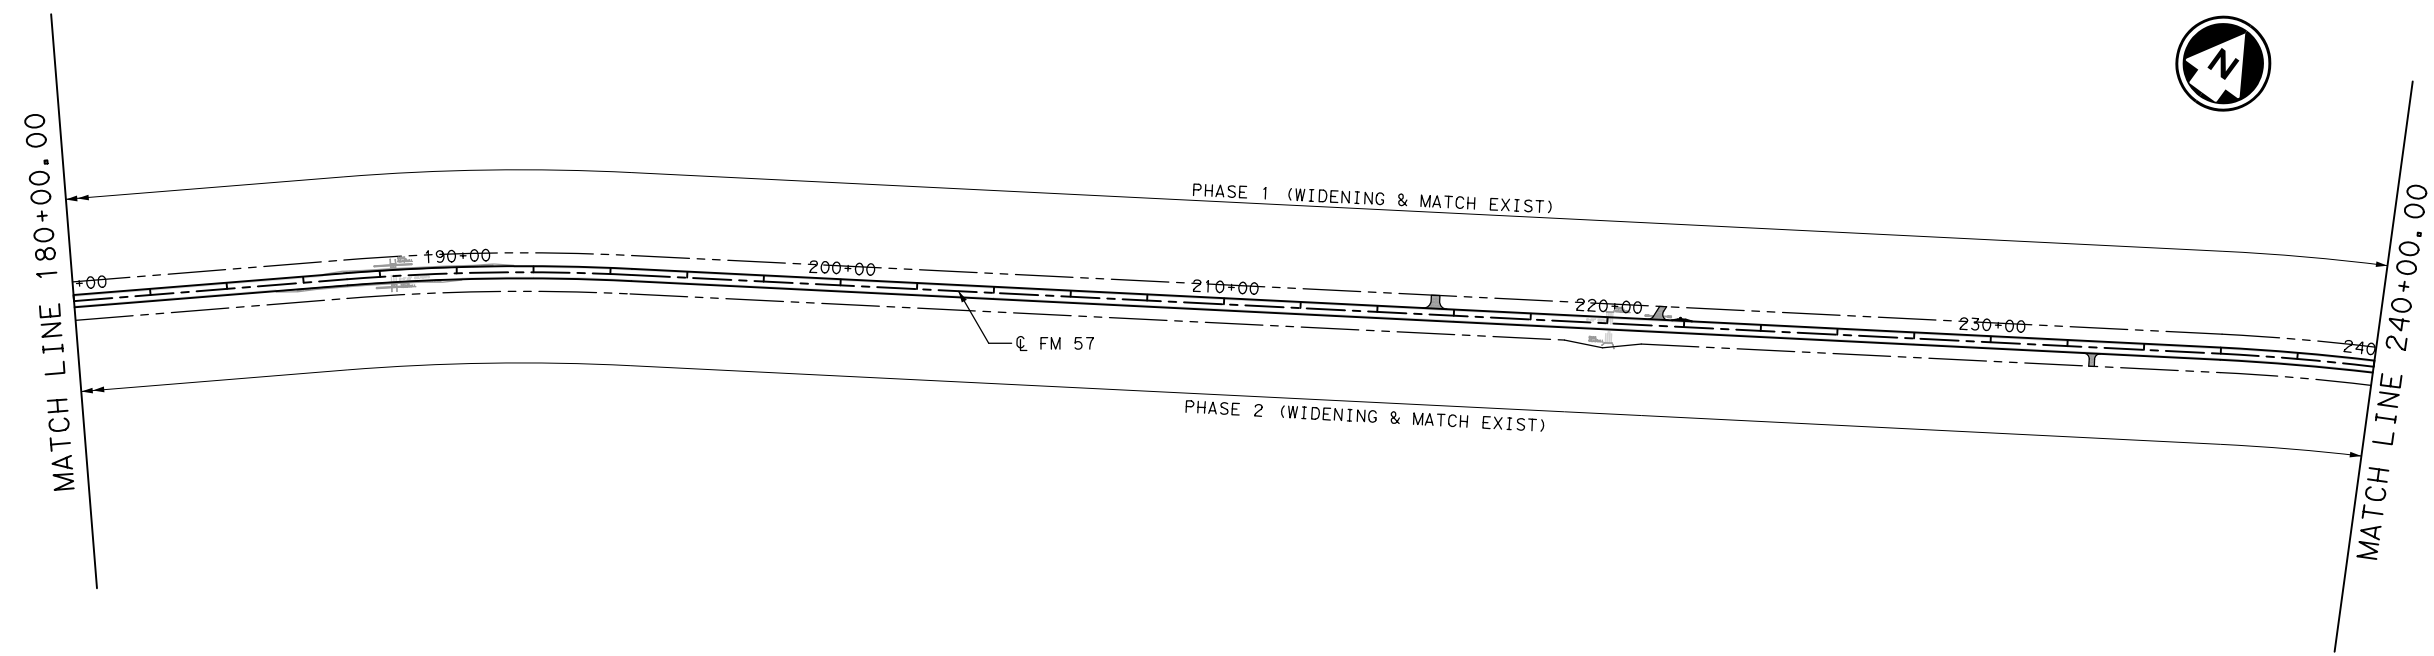 N
MATCH LINE 180+00.00
PHASE 1 (WIDENING & MATCH EXIST)
+00
190+00
200+00
210+00
220+00
230+00
240
℄ FM 57
PHASE 2 (WIDENING & MATCH EXIST)
MATCH LINE 240+00.00